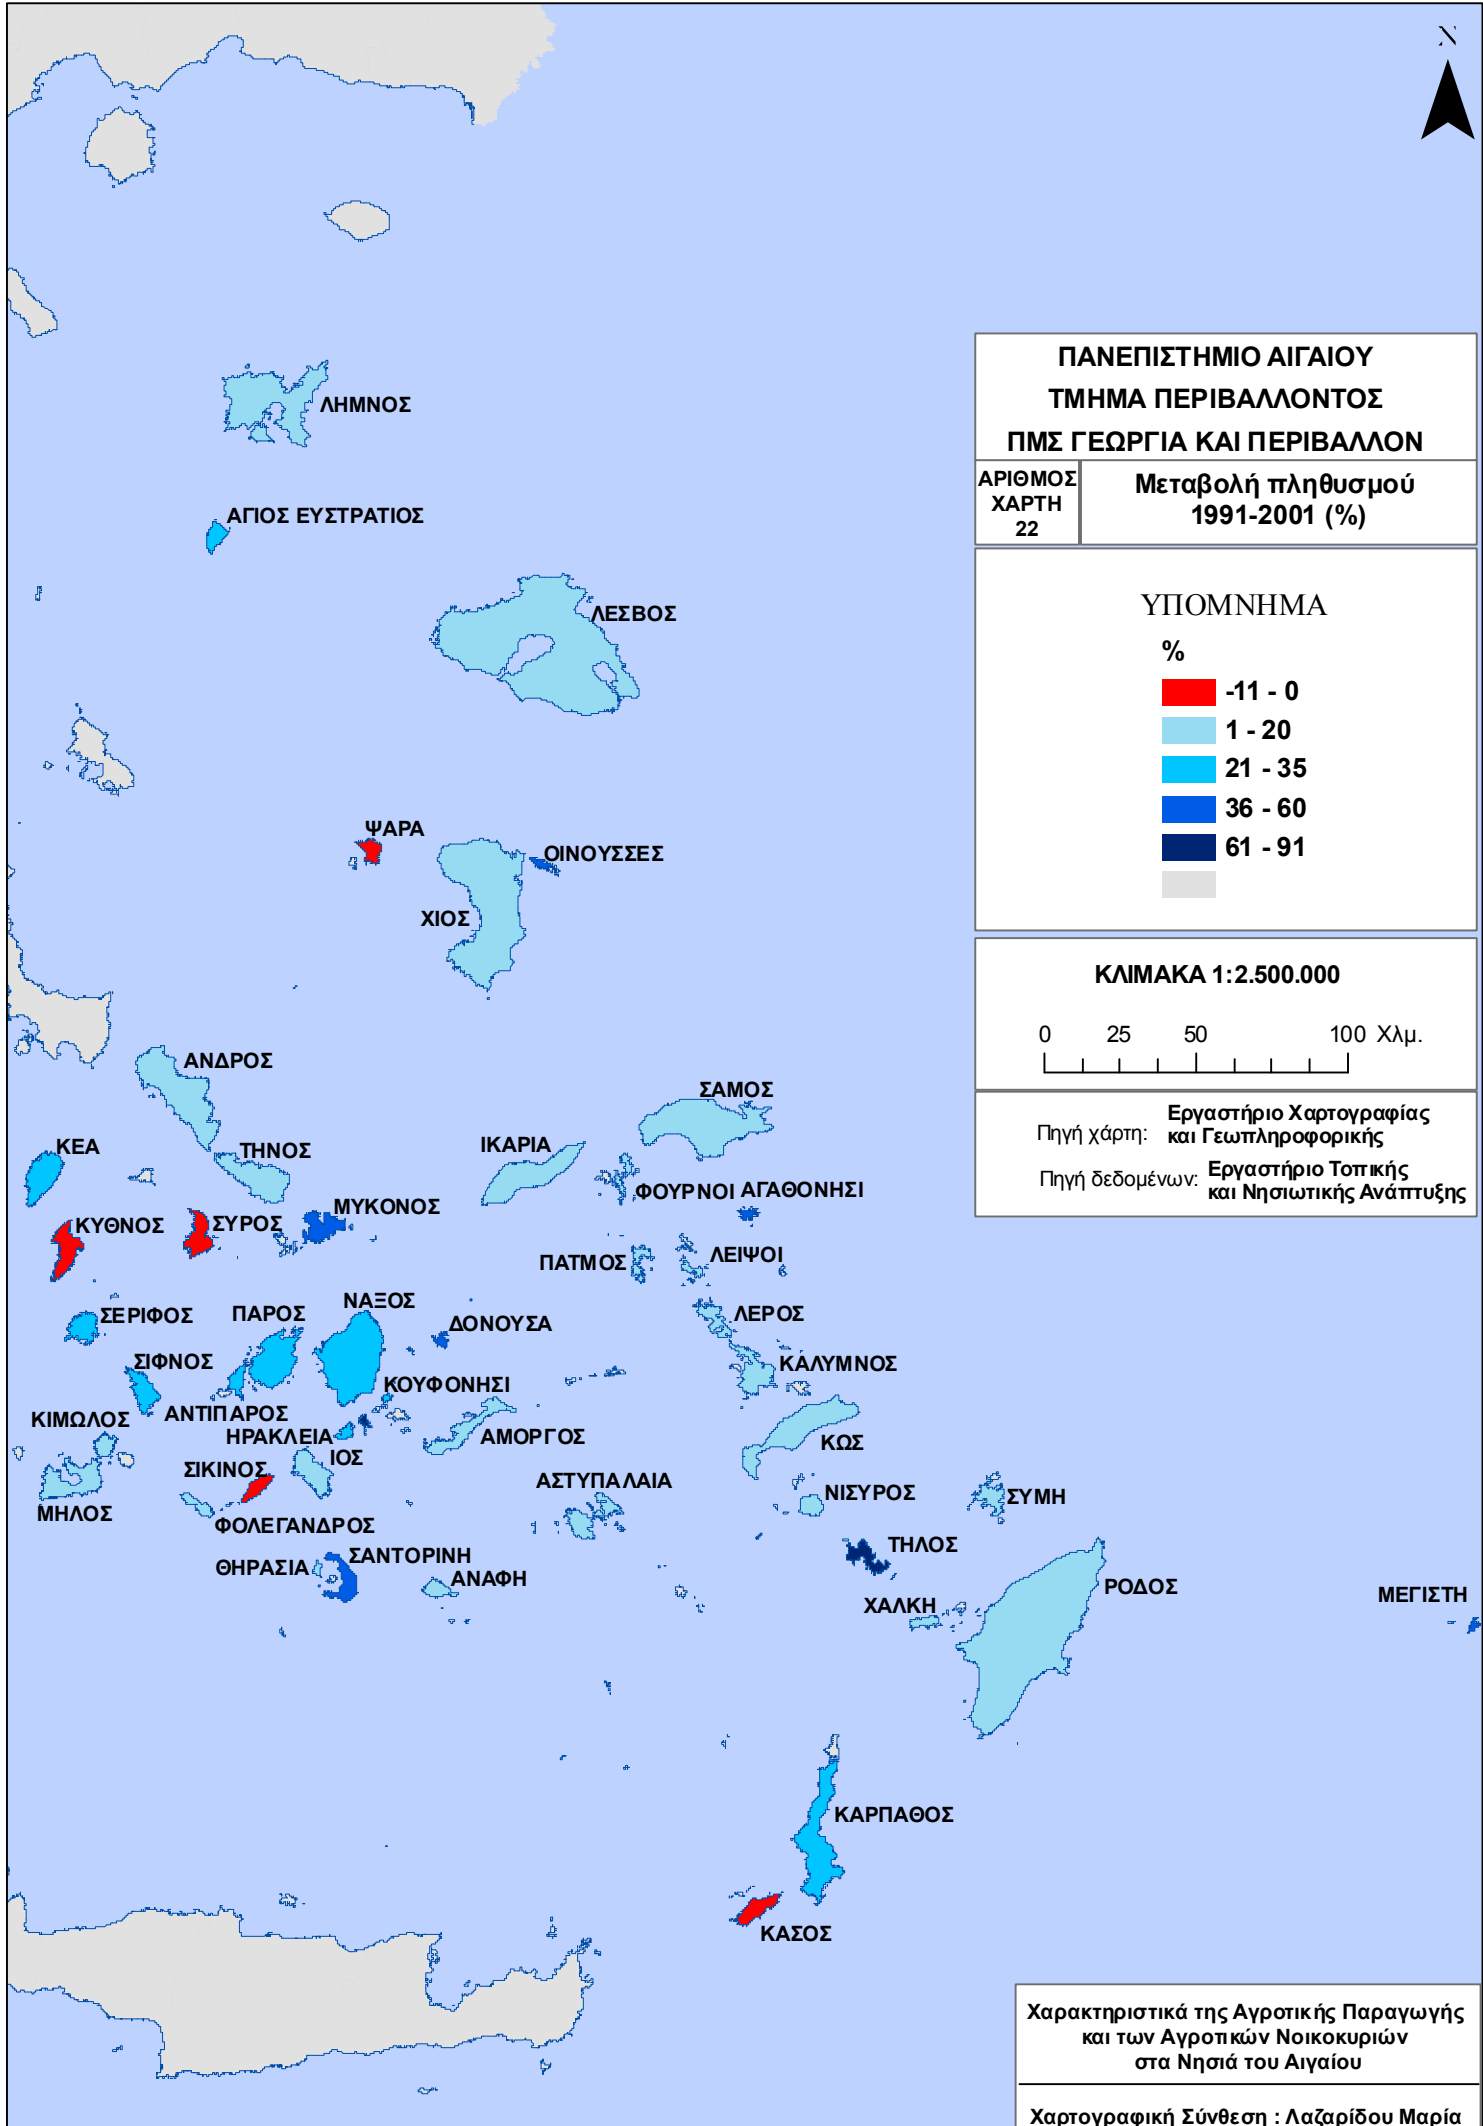 N
ΠΑΝΕΠΙΣΤΗΜΙΟ ΑΙΓΑΙΟΥ
ΤΜΗΜΑ ΠΕΡΙΒΑΛΛΟΝΤΟΣ
ΠΜΣ ΓΕΩΡΓΙΑ ΚΑΙ ΠΕΡΙΒΑΛΛΟΝ
ΑΡΙΘΜΟΣ
ΧΑΡΤΗ
22
Μεταβολή πληθυσμού
1991-2001 (%)
ΥΠΟΜΝΗΜΑ
%
-11 - 0
1 - 20
21 - 35
36 - 60
61 - 91
ΚΛΙΜΑΚΑ 1:2.500.000
0 25 50 100 Χλμ.
Πηγή χάρτη: Εργαστήριο Χαρτογραφίας
και Γεωπληροφορικής
Πηγή δεδομένων: Εργαστήριο Τοπικής
και Νησιωτικής Ανάπτυξης
ΛΗΜΝΟΣ
ΑΓΙΟΣ ΕΥΣΤΡΑΤΙΟΣ
ΛΕΣΒΟΣ
ΨΑΡΑ
ΟΙΝΟΥΣΣΕΣ
ΧΙΟΣ
ΑΝΔΡΟΣ
ΣΑΜΟΣ
ΚΕΑ
ΤΗΝΟΣ
ΙΚΑΡΙΑ
ΦΟΥΡΝΟΙ
ΑΓΑΘΟΝΗΣΙ
ΚΥΘΝΟΣ
ΣΥΡΟΣ
ΜΥΚΟΝΟΣ
ΠΑΤΜΟΣ
ΛΕΙΨΟΙ
ΣΕΡΙΦΟΣ
ΠΑΡΟΣ
ΝΑΞΟΣ
ΔΟΝΟΥΣΑ
ΛΕΡΟΣ
ΣΙΦΝΟΣ
ΚΟΥΦΟΝΗΣΙ
ΚΑΛΥΜΝΟΣ
ΚΙΜΩΛΟΣ
ΑΝΤΙΠΑΡΟΣ
ΗΡΑΚΛΕΙΑ
ΑΜΟΡΓΟΣ
ΚΩΣ
ΙΟΣ
ΣΙΚΙΝΟΣ
ΑΣΤΥΠΑΛΑΙΑ
ΝΙΣΥΡΟΣ
ΣΥΜΗ
ΜΗΛΟΣ
ΦΟΛΕΓΑΝΔΡΟΣ
ΤΗΛΟΣ
ΣΑΝΤΟΡΙΝΗ
ΘΗΡΑΣΙΑ
ΑΝΑΦΗ
ΡΟΔΟΣ
ΧΑΛΚΗ
ΜΕΓΙΣΤΗ
ΚΑΡΠΑΘΟΣ
ΚΑΣΟΣ
Χαρακτηριστικά της Αγροτικής Παραγωγής
και των Αγροτικών Νοικοκυριών
στα Νησιά του Αιγαίου
Χαρτογραφική Σύνθεση : Λαζαρίδου Μαρία